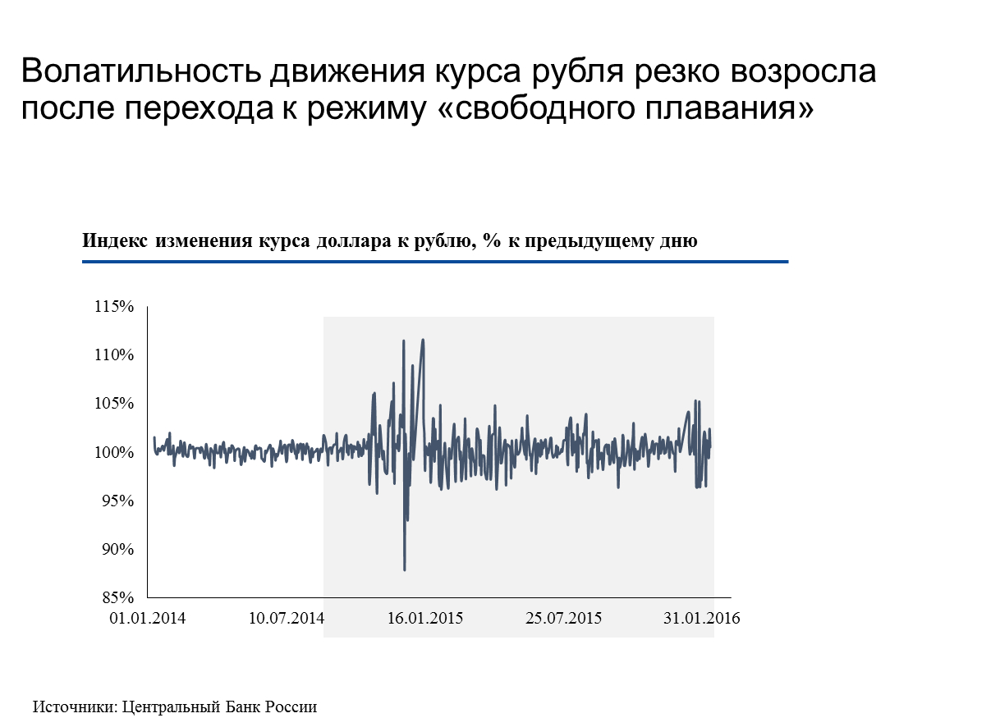 Волатильность движения курса рубля резко возросла
после перехода к режиму «свободного плавания»
Индекс изменения курса доллара к рублю, % к предыдущему дню
115%
110%
105%
100%
95%
90%
85%
01.01.2014 10.07.2014 16.01.2015 25.07.2015 31.01.2016
Источники: Центральный Банк России